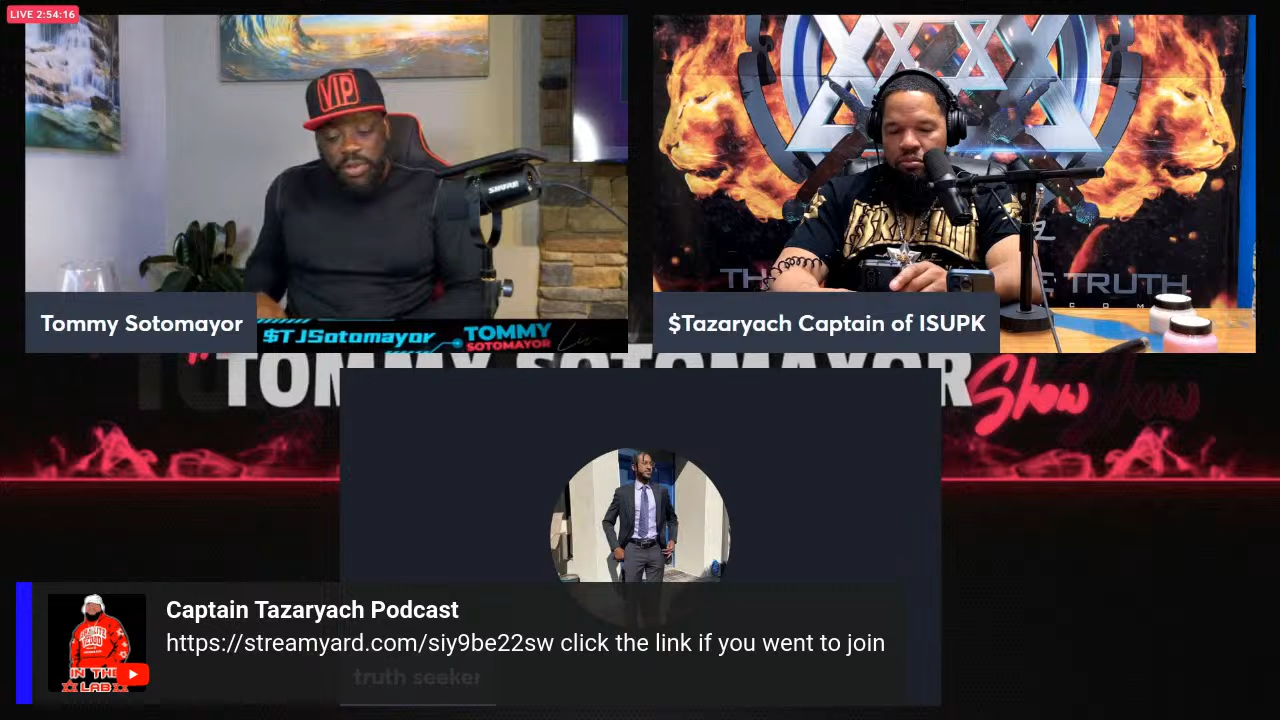 LIVE 2:54:16
VIP
SHURE
Tommy Sotomayor
$TJSotomayor
TOMMY
SOTOMAYOR
TH
E TRUTH
C O M
$Tazaryach Captain of ISUPK
"TOMMY SOTOMAYOR Show
Captain Tazaryach Podcast
https://streamyard.com/siy9be22sw click the link if you went to join
IN THE
LAB
truth seeker